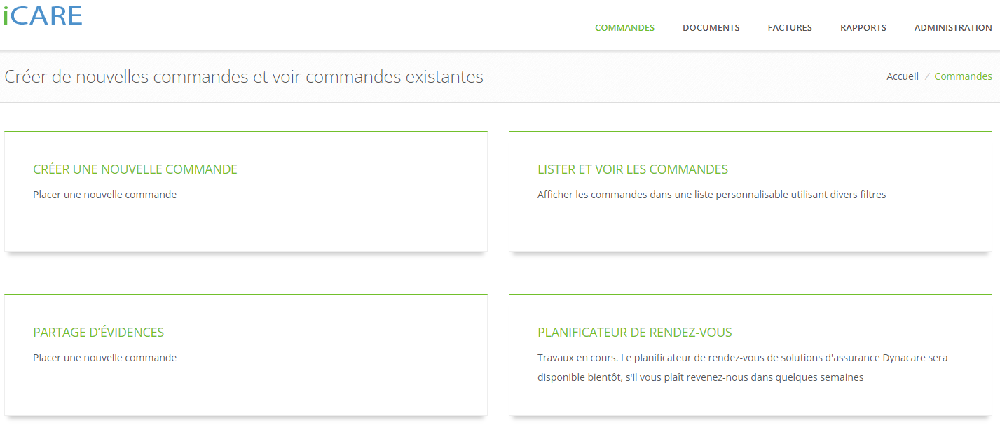 iCARE
COMMANDES DOCUMENTS FACTURES RAPPORTS ADMINISTRATION
Créer de nouvelles commandes et voir commandes existantes
Accueil / Commandes
CRÉER UNE NOUVELLE COMMANDE
Placer une nouvelle commande
LISTER ET VOIR LES COMMANDES
Afficher les commandes dans une liste personnalisable utilisant divers filtres
PARTAGE D’ÉVIDENCES
Placer une nouvelle commande
PLANIFICATEUR DE RENDEZ-VOUS
Travaux en cours. Le planificateur de rendez-vous de solutions d'assurance Dynacare sera
disponible bientôt, s'il vous plaît revenez-nous dans quelques semaines